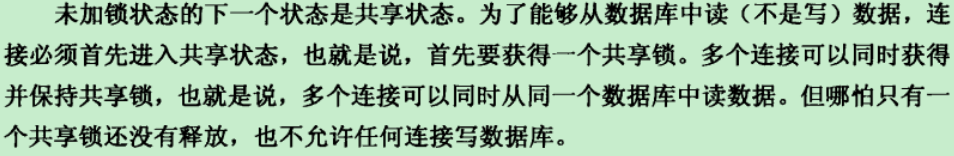 未加锁状态的下一个状态是共享状态。为了能够从数据库中读（不是写）数据，连
接必须首先进入共享状态，也就是说，首先要获得一个共享锁。多个连接可以同时获得
并保持共享锁，也就是说，多个连接可以同时从同一个数据库中读数据。但哪怕只有一
个共享锁还没有释放，也不允许任何连接写数据库。